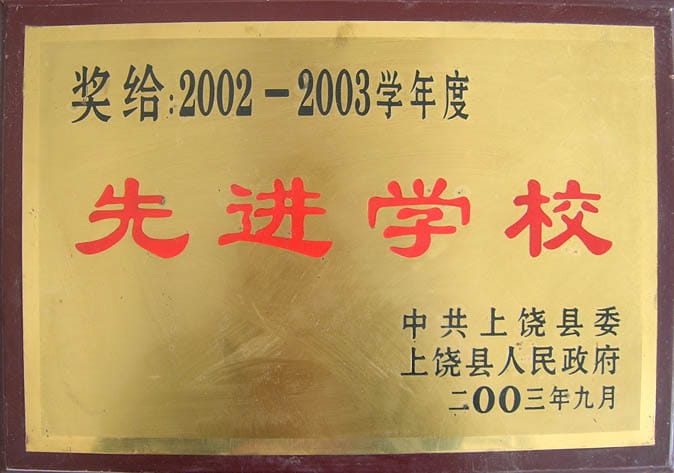 奖给:2002-2003学年度
先进学校
中共上饶县委
上饶县人民政府
二00三年九月